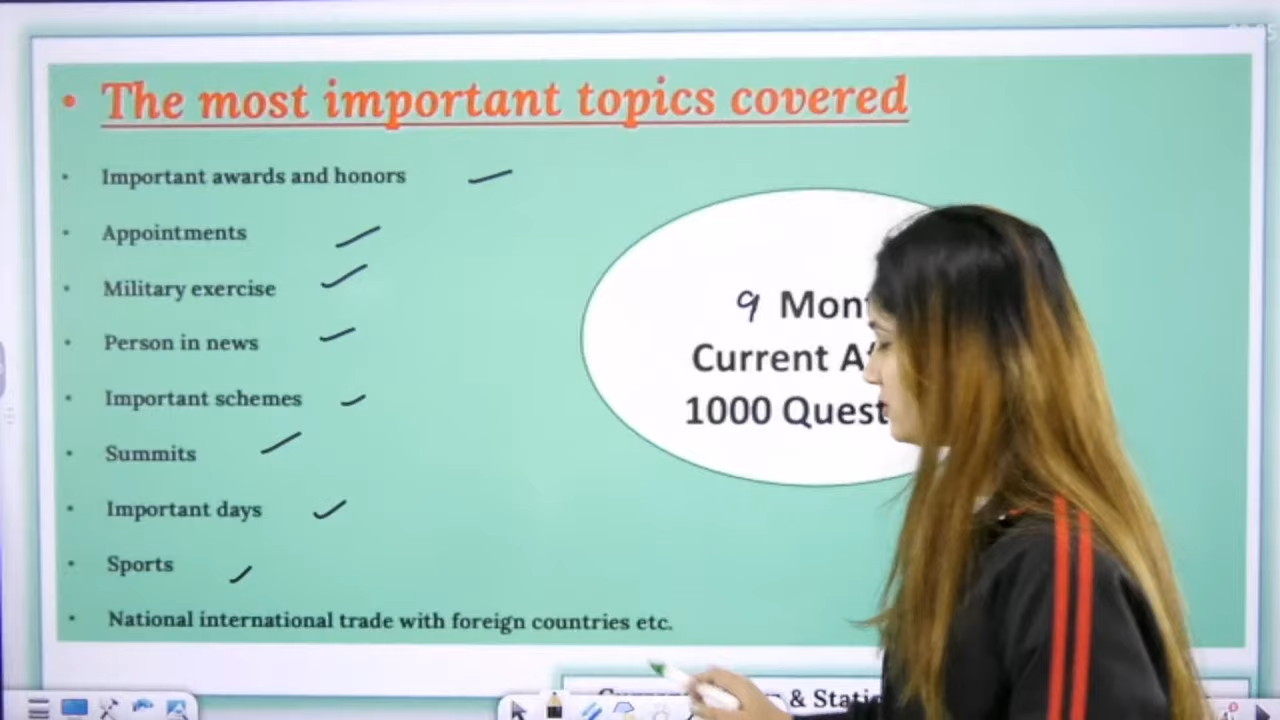 The most important topics covered
Important awards and honors
Appointments
Military exercise
Person in news
Important schemes
Summits
Important days
Sports
National international trade with foreign countries etc.
9 Mon
Current Af
1000 Quest
& Stati